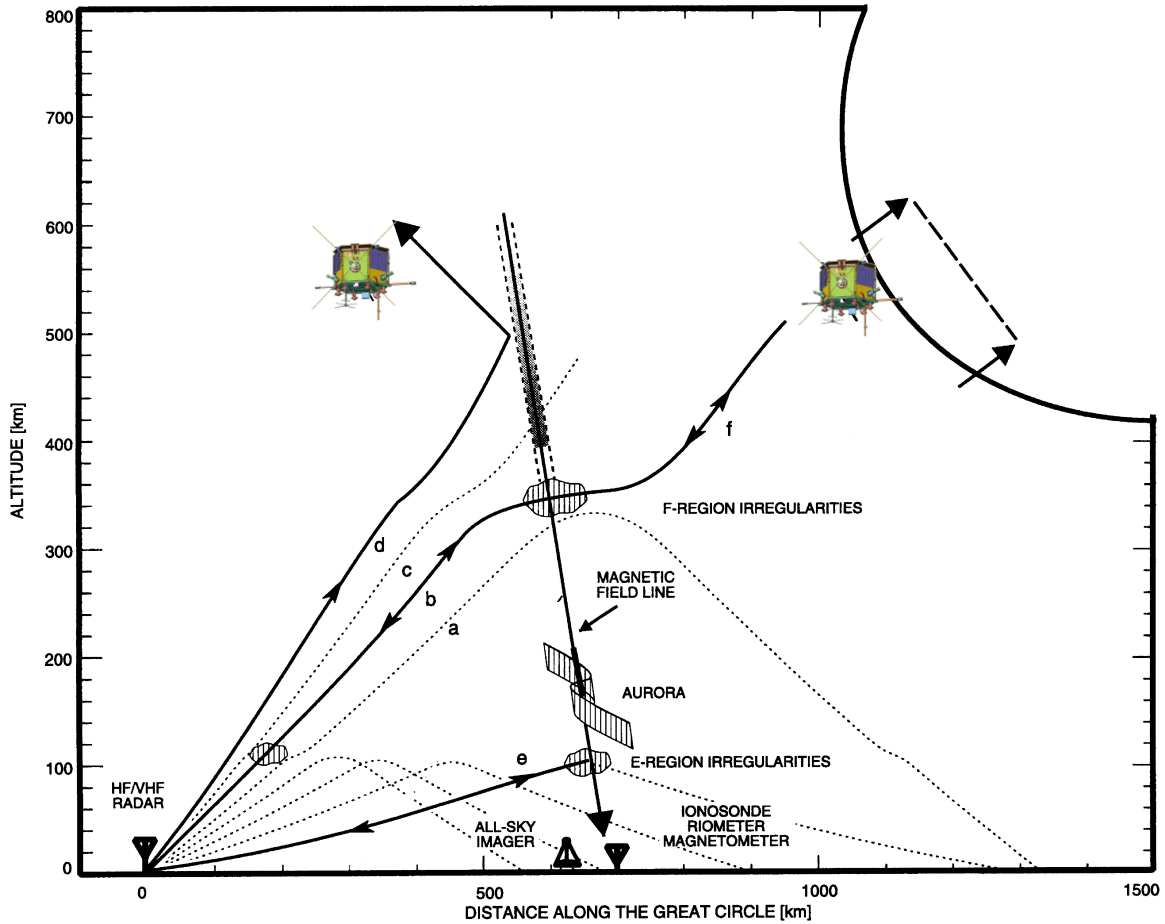 800
700
600
500
400
300
200
100
0
ALTITUDE [km]
d
c
b
a
f
e
F-REGION IRREGULARITIES
MAGNETIC
FIELD LINE
AURORA
E-REGION IRREGULARITIES
HF/VHF
RADAR
ALL-SKY
IMAGER
IONOSONDE
RIOMETER
MAGNETOMETER
0
500
1000
1500
DISTANCE ALONG THE GREAT CIRCLE [km]